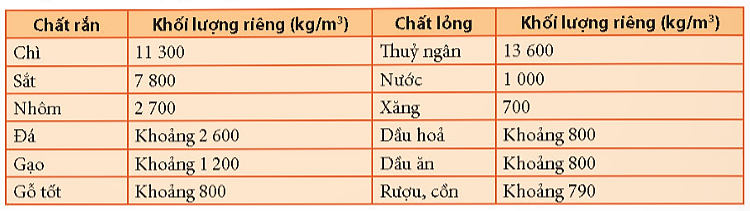 Chất rắn Khối lượng riêng (kg/m³) Chất lỏng Khối lượng riêng (kg/m³)
Chì 11 300 Thuỷ ngân 13 600
Sắt 7 800 Nước 1 000
Nhôm 2 700 Xăng 700
Đá Khoảng 2 600 Dầu hoả Khoảng 800
Gạo Khoảng 1 200 Dầu ăn Khoảng 800
Gỗ tốt Khoảng 800 Rượu, cồn Khoảng 790